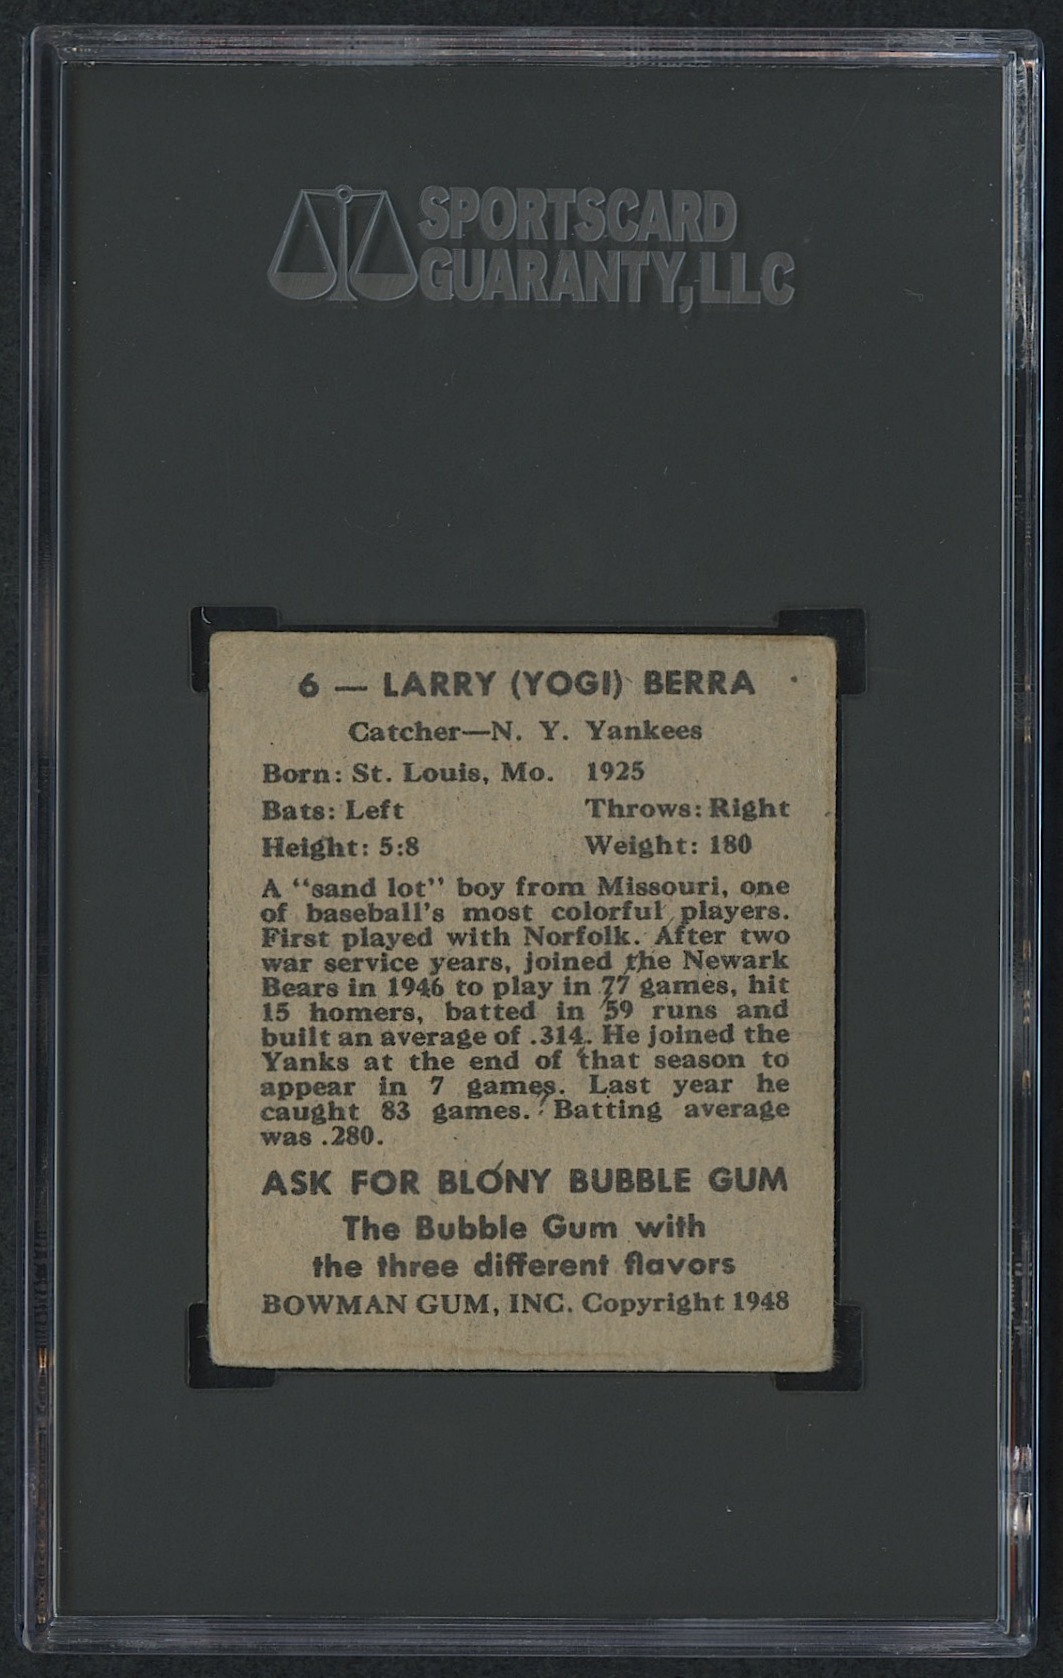 SPORTSCARD
GUARANTY, LLC
6 — LARRY (YOGI) BERRA
Catcher—N. Y. Yankees
Born: St. Louis, Mo. 1925
Bats: Left Throws: Right
Height: 5:8 Weight: 180
A "sand lot" boy from Missouri, one
of baseball's most colorful players.
First played with Norfolk. After two
war service years, joined the Newark
Bears in 1946 to play in 77 games, hit
15 homers, batted in 59 runs and
built an average of .314. He joined the
Yanks at the end of that season to
appear in 7 games. Last year he
caught 83 games. Batting average
was .280.
ASK FOR BLONY BUBBLE GUM
The Bubble Gum with
the three different flavors
BOWMAN GUM, INC. Copyright 1948